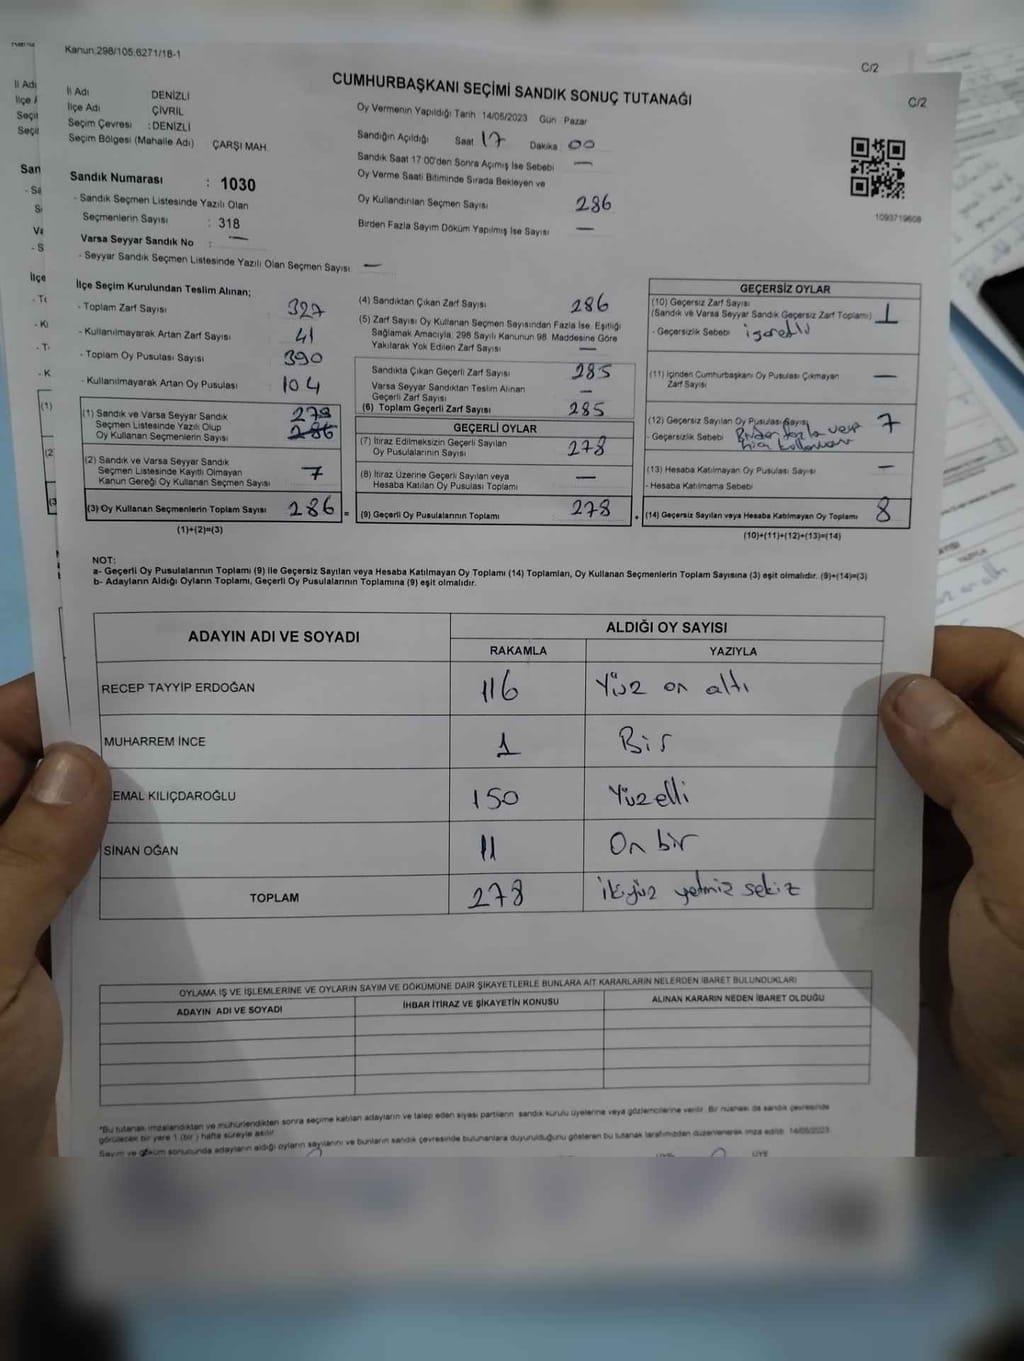 Kanun:298/105,6271/18-1
C/2
C/2
CUMHURBAŞKANI SEÇİMİ SANDIK SONUÇ TUTANAĞI
İl Adı DENİZLİ
İlçe Adı ÇİVRİL
Seçim Çevresi :DENİZLİ
Seçim Bölgesi (Mahalle Adı) ÇARŞI MAH.
Sandık Numarası : 1030
- Sandık Seçmen Listesinde Yazılı Olan
Seçmenlerin Sayısı : 318
Varsa Seyyar Sandık No : —
- Seyyar Sandık Seçmen Listesinde Yazılı Olan Seçmen Sayısı —
Oy Vermenin Yapıldığı Tarih 14/05/2023 Gün Pazar
Sandığın Açıldığı Saat 17 Dakika 00
Sandık Saat 17 00'den Sonra Açımış İse Sebebi —
Oy Verme Saati Bitiminde Sırada Bekleyen ve
Oy Kullandırılan Seçmen Sayısı 286
Birden Fazla Sayım Döküm Yapılmış İse Sayısı —
1093719608
İlçe Seçim Kurulundan Teslim Alınan;
- Toplam Zarf Sayısı 327
- Kullanılmayarak Artan Zarf Sayısı 41
- Toplam Oy Pusulası Sayısı 390
- Kullanılmayarak Artan Oy Pusulası 104
(1) Sandık ve Varsa Seyyar Sandık 279
Seçmen Listesinde Yazılı Olup 286
Oy Kullanan Seçmenlerin Sayısı
(2) Sandık ve Varsa Seyyar Sandık
Seçmen Listesinde Kayıtlı Olmayan 7
Kanun Gereği Oy Kullanan Seçmen Sayısı
(3) Oy Kullanan Seçmenlerin Toplam Sayısı 286 =
(1)+(2)=(3)
(4) Sandıktan Çıkan Zarf Sayısı 286
(5) Zarf Sayısı Oy Kullanan Seçmen Sayısından Fazla İse, Eşitliği
Sağlamak Amacıyla, 298 Sayılı Kanunun 98. Maddesine Göre
Yakılarak Yok Edilen Zarf Sayısı —
Sandıkta Çıkan Geçerli Zarf Sayısı 285
Varsa Seyyar Sandıktan Teslim Alınan
Geçerli Zarf Sayısı —
(6) Toplam Geçerli Zarf Sayısı 285
GEÇERLİ OYLAR
(7) İtiraz Edilmeksizin Geçerli Sayılan
Oy Pusulalarının Sayısı 278
(8) İtiraz Üzerine Geçerli Sayılan veya
Hesaba Katılan Oy Pusulası Toplamı —
(9) Geçerli Oy Pusulalarının Toplamı 278
GEÇERSİZ OYLAR
(10) Geçersiz Zarf Sayısı
(Sandık ve Varsa Seyyar Sandık Geçersiz Zarf Toplamı) 1
- Geçersizlik Sebebi işaretli
(11) İçinden Cumhurbaşkanı Oy Pusulası Çıkmayan —
Zarf Sayısı
(12) Geçersiz Sayılan Oy Pusulası Sayısı 7
- Geçersizlik Sebebi Birden fazla veya
hiç
(13) Hesaba Katılmayan Oy Pusulası Sayısı —
- Hesaba Katılmama Sebebi
(14) Geçersiz Sayılan veya Hesaba Katılmayan Oy Toplamı 8
(10)+(11)+(12)+(13)=(14)
NOT:
a- Geçerli Oy Pusulalarının Toplamı (9) İle Geçersiz Sayılan veya Hesaba Katılmayan Oy Toplamı (14) Toplamları, Oy Kullanan Seçmenlerin Toplam Sayısına (3) eşit olmalıdır. (9)+(14)=(3)
b- Adayların Aldığı Oyların Toplamı, Geçerli Oy Pusulalarının Toplamına (9) eşit olmalıdır.
ADAYIN ADI VE SOYADI
ALDIĞI OY SAYISI
RAKAMLA YAZIYLA
RECEP TAYYİP ERDOĞAN 116 Yüz on altı
MUHARREM İNCE 1 Bir
EMAL KILIÇDAROĞLU 150 Yüzelli
SİNAN OĞAN 11 On bir
TOPLAM 278 ikiyüz yetmiş sekiz
OYLAMA İŞ VE İŞLEMLERİNE VE OYLARIN SAYIM VE DÖKÜMÜNE DAİR ŞİKAYETLERLE BUNLARA AİT KARARLARIN NELERDEN İBARET BULUNDUKLARI
ADAYIN ADI VE SOYADI İHBAR İTİRAZ VE ŞİKAYETİN KONUSU ALINAN KARARIN NEDEN İBARET OLDUĞU
*Bu tutanak imzalandıktan ve mühürlendikten sonra seçime katılan adayların ve talep eden siyasi partilerin sandık kurulu üyelerine veya gözlemcilerine verilir. Bir nüshası da sandık çevresinde
görülecek bir yere 1 (bir) hafta süreyle asılır.
Sayım ve döküm sonucunda adayların aldığı oyların sayılarını ve bunların sandık çevresinde bulunanlara duyurulduğunu gösteren bu tutanak tarafımızdan düzenlenerek imza edildi. 14/05/2023
ÜYE